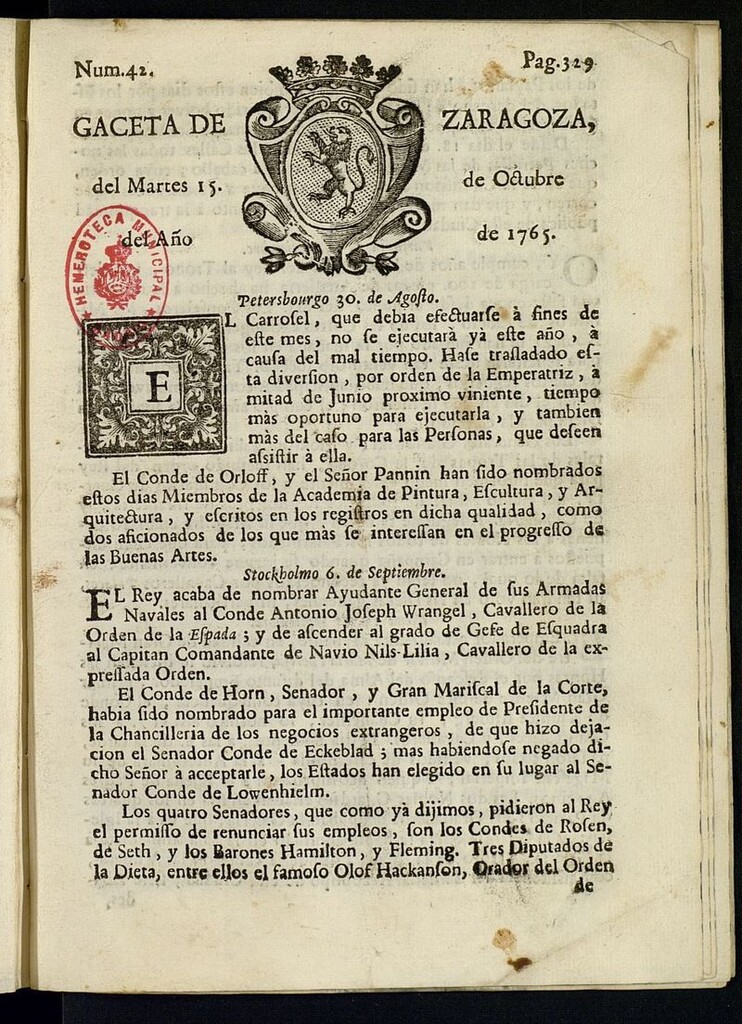 Num.42.
Pag.329
GACETA DE ZARAGOZA,
del Martes 15. de Octubre
del Año de 1765.
HEMEROTECA MUNICIPAL
Petersbourgo 30. de Agoſto.
EL Carroſel, que debia efectuarſe à fines de
eſte mes, no ſe ejecutarà yà eſte año, à
cauſa del mal tiempo. Haſe traſladado eſ-
ta diverſion, por orden de la Emperatriz, à
mitad de Junio proximo viniente, tiempo
màs oportuno para ejecutarla, y tambien
màs del caſo para las Perſonas, que deſeen
aſsiſtir à ella.
El Conde de Orloff, y el Señor Pannin han ſido nombrados
eſtos dias Miembros de la Academia de Pintura, Eſcultura, y Ar-
quitectura, y eſcritos en los regiſtros en dicha qualidad, como
dos aficionados de los que màs ſe intereſſan en el progreſſo de
las Buenas Artes.
Stockholmo 6. de Septiembre.
EL Rey acaba de nombrar Ayudante General de ſus Armadas
Navales al Conde Antonio Joſeph Wrangel, Cavallero de la
Orden de la Eſpada; y de aſcender al grado de Gefe de Eſquadra
al Capitan Comandante de Navio Nils-Lilia, Cavallero de la ex-
preſſada Orden.
El Conde de Horn, Senador, y Gran Mariſcal de la Corte,
habia ſido nombrado para el importante empleo de Preſidente de
la Chancilleria de los negocios extrangeros, de que hizo deja-
cion el Senador Conde de Eckeblad; mas habiendoſe negado di-
cho Señor à acceptarle, los Eſtados han elegido en ſu lugar al Se-
nador Conde de Lowenhielm.
Los quatro Senadores, que como yà dijimos, pidieron al Rey
el permiſſo de renunciar ſus empleos, ſon los Condes de Roſen,
de Seth, y los Barones Hamilton, y Fleming. Tres Diputados de
la Dieta, entre ellos el famoſo Olof Hackanſon, Orador del Orden
de